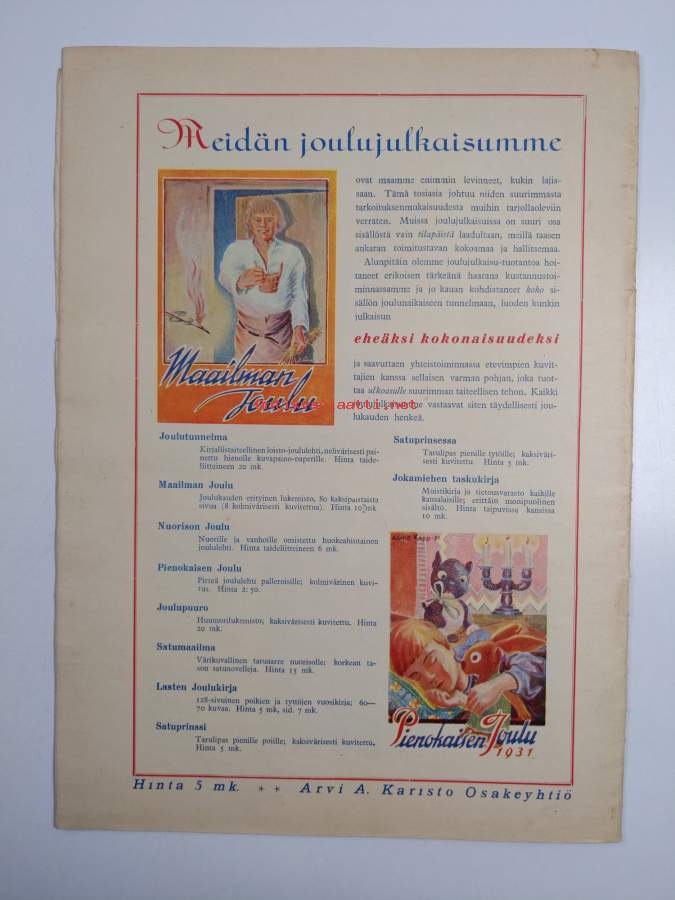 Meidän joulujulkaisumme
Maailman
Joulu
ovat maamme enimmin levinneet, kukin lajis-
saan. Tämä tosiasia johtuu niiden suurimmasta
tarkoituksenmukaisuudesta muihin tarjollaoleviin
verraten. Muissa joulujulkaisuissa on suuri osa
sisällöstä vain tilapäistä laadultaan, meillä taasen
ankaran toimitustavan kokoamaa ja hallitsemaa.
Alunpitäin olemme joulujulkaisu-tuotantoa hoi-
taneet erikoisen tärkeänä haarana kustannustoi-
minnassamme ja jo kauan kohdistaneet koko si-
sällön joulunaikaiseen tunnelmaan, luoden kunkin
julkaisun
eheäksi kokonaisuudeksi
ja saavuttaen yhteistoiminnassa etevimpien kuvit-
tajien kanssa sellaisen varman pohjan, joka tuot-
taa ulkoasulle suurimman taiteellisen tehon. Kaikki
joulujulkaisumme vastaavat siten täydellisesti jou-
lukauden henkeä.
Joulutunnelma
Kirjallistaiteellinen loisto-joululehti, nelivärisesti pai-
nettu hienolle kuvapaino-paperille. Hinta taide-
liitteineen 20 mk.
Maailman Joulu
Joulukauden erityinen lukemisto, 80 kaksipalstaista
sivua (8 kolmivärisesti kuvitettua). Hinta 10 mk
Nuorison Joulu
Nuorille ja vanhoille omistettu huokeahintainen
joululehti. Hinta taideliitteineen 6 mk.
Pienokaisen Joulu
Pirteä joululehti palleroisille; kolmivärinen kuvi-
tus. Hinta 2: 50.
Joulupuuro
Huumorilukemisto; kaksivärisesti kuvitettu. Hinta
20 mk.
Satumaailma
Värikuvallinen tarusarre nuorisolle; korkean ta-
son satunovelleja. Hinta 15 mk.
Lasten Joulukirja
128-sivuinen poikien ja tyttöjen vuosikirja; 60—
70 kuvaa. Hinta 5 mk, sid. 7 mk.
Satuprinssi
Tarulipas pienille pojille; kaksivärisesti kuvitettu.
Hinta 5 mk.
Satuprinsessa
Tarulipas pienille tytöille; kaksiväri-
sesti kuvitettu. Hinta 5 mk.
Jokamiehen taskukirja
Muistikirja ja tietousvarasto kaikille
kansalaisille; erittäin monipuolinen
sisältö. Hinta taipuvissa kansissa
10 mk.
Pienokaisen Joulu
1931
Hinta 5 mk. * * Arvi A. Karisto Osakeyhtiö